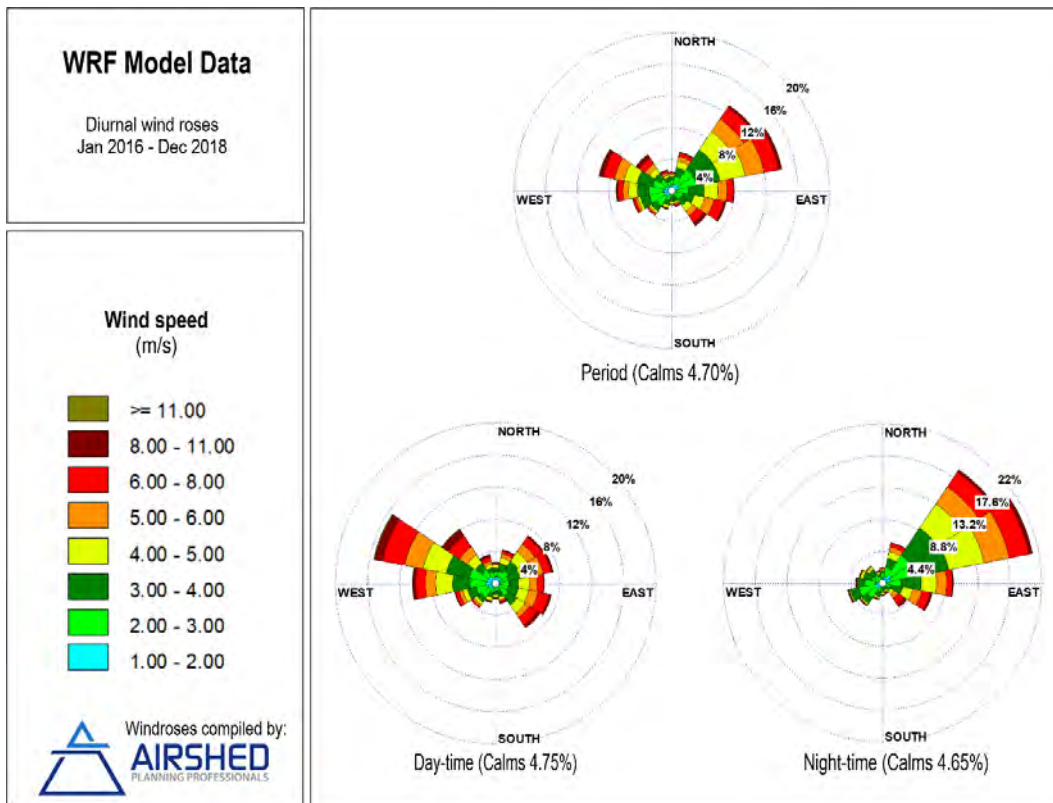 WRF Model Data
Diurnal wind roses
Jan 2016 - Dec 2018
Wind speed
(m/s)
>= 11.00
8.00 - 11.00
6.00 - 8.00
5.00 - 6.00
4.00 - 5.00
3.00 - 4.00
2.00 - 3.00
1.00 - 2.00
Windroses compiled by:
AIRSHED
PLANNING PROFESSIONALS
NORTH
20%
16%
12%
8%
4%
WEST
EAST
SOUTH
Period (Calms 4.70%)
NORTH
20%
16%
12%
8%
4%
WEST
EAST
SOUTH
Day-time (Calms 4.75%)
NORTH
22%
17.6%
13.2%
8.8%
4.4%
WEST
EAST
SOUTH
Night-time (Calms 4.65%)